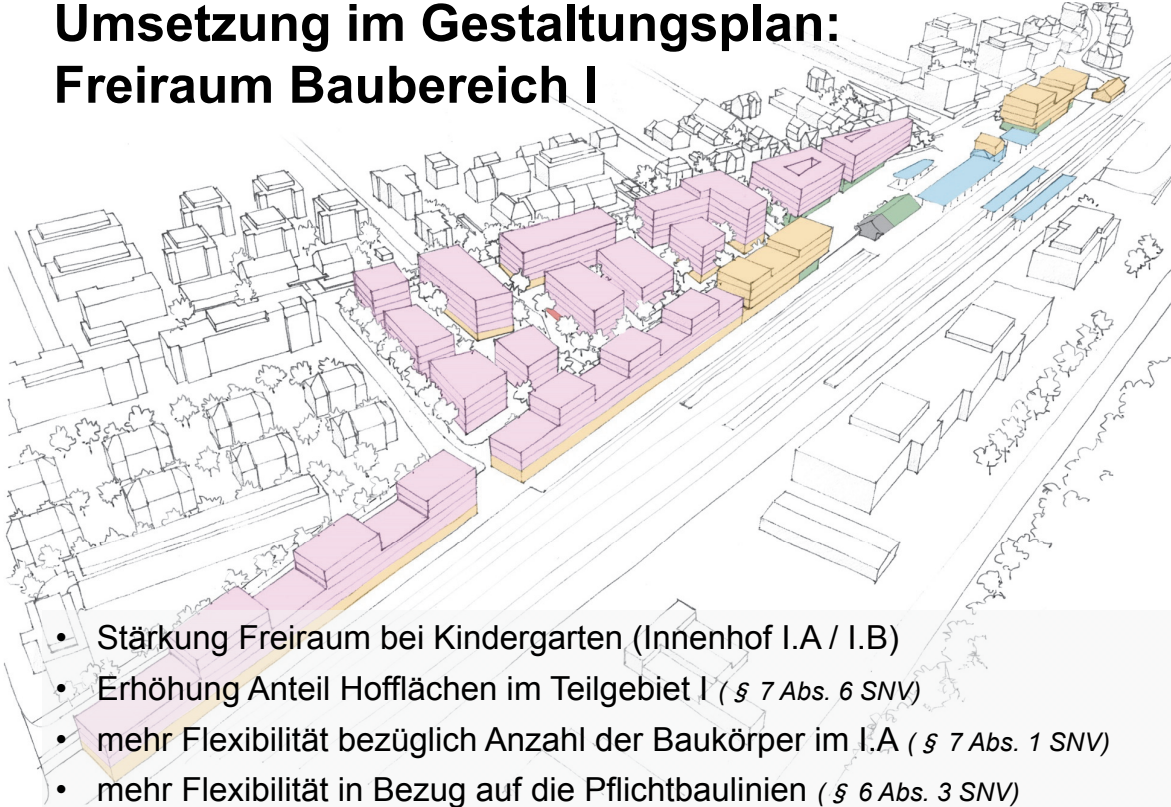 Umsetzung im Gestaltungsplan:
Freiraum Baubereich I
• Stärkung Freiraum bei Kindergarten (Innenhof I.A / I.B)
• Erhöhung Anteil Hofflächen im Teilgebiet I ( § 7 Abs. 6 SNV)
• mehr Flexibilität bezüglich Anzahl der Baukörper im I.A ( § 7 Abs. 1 SNV)
• mehr Flexibilität in Bezug auf die Pflichtbaulinien ( § 6 Abs. 3 SNV)